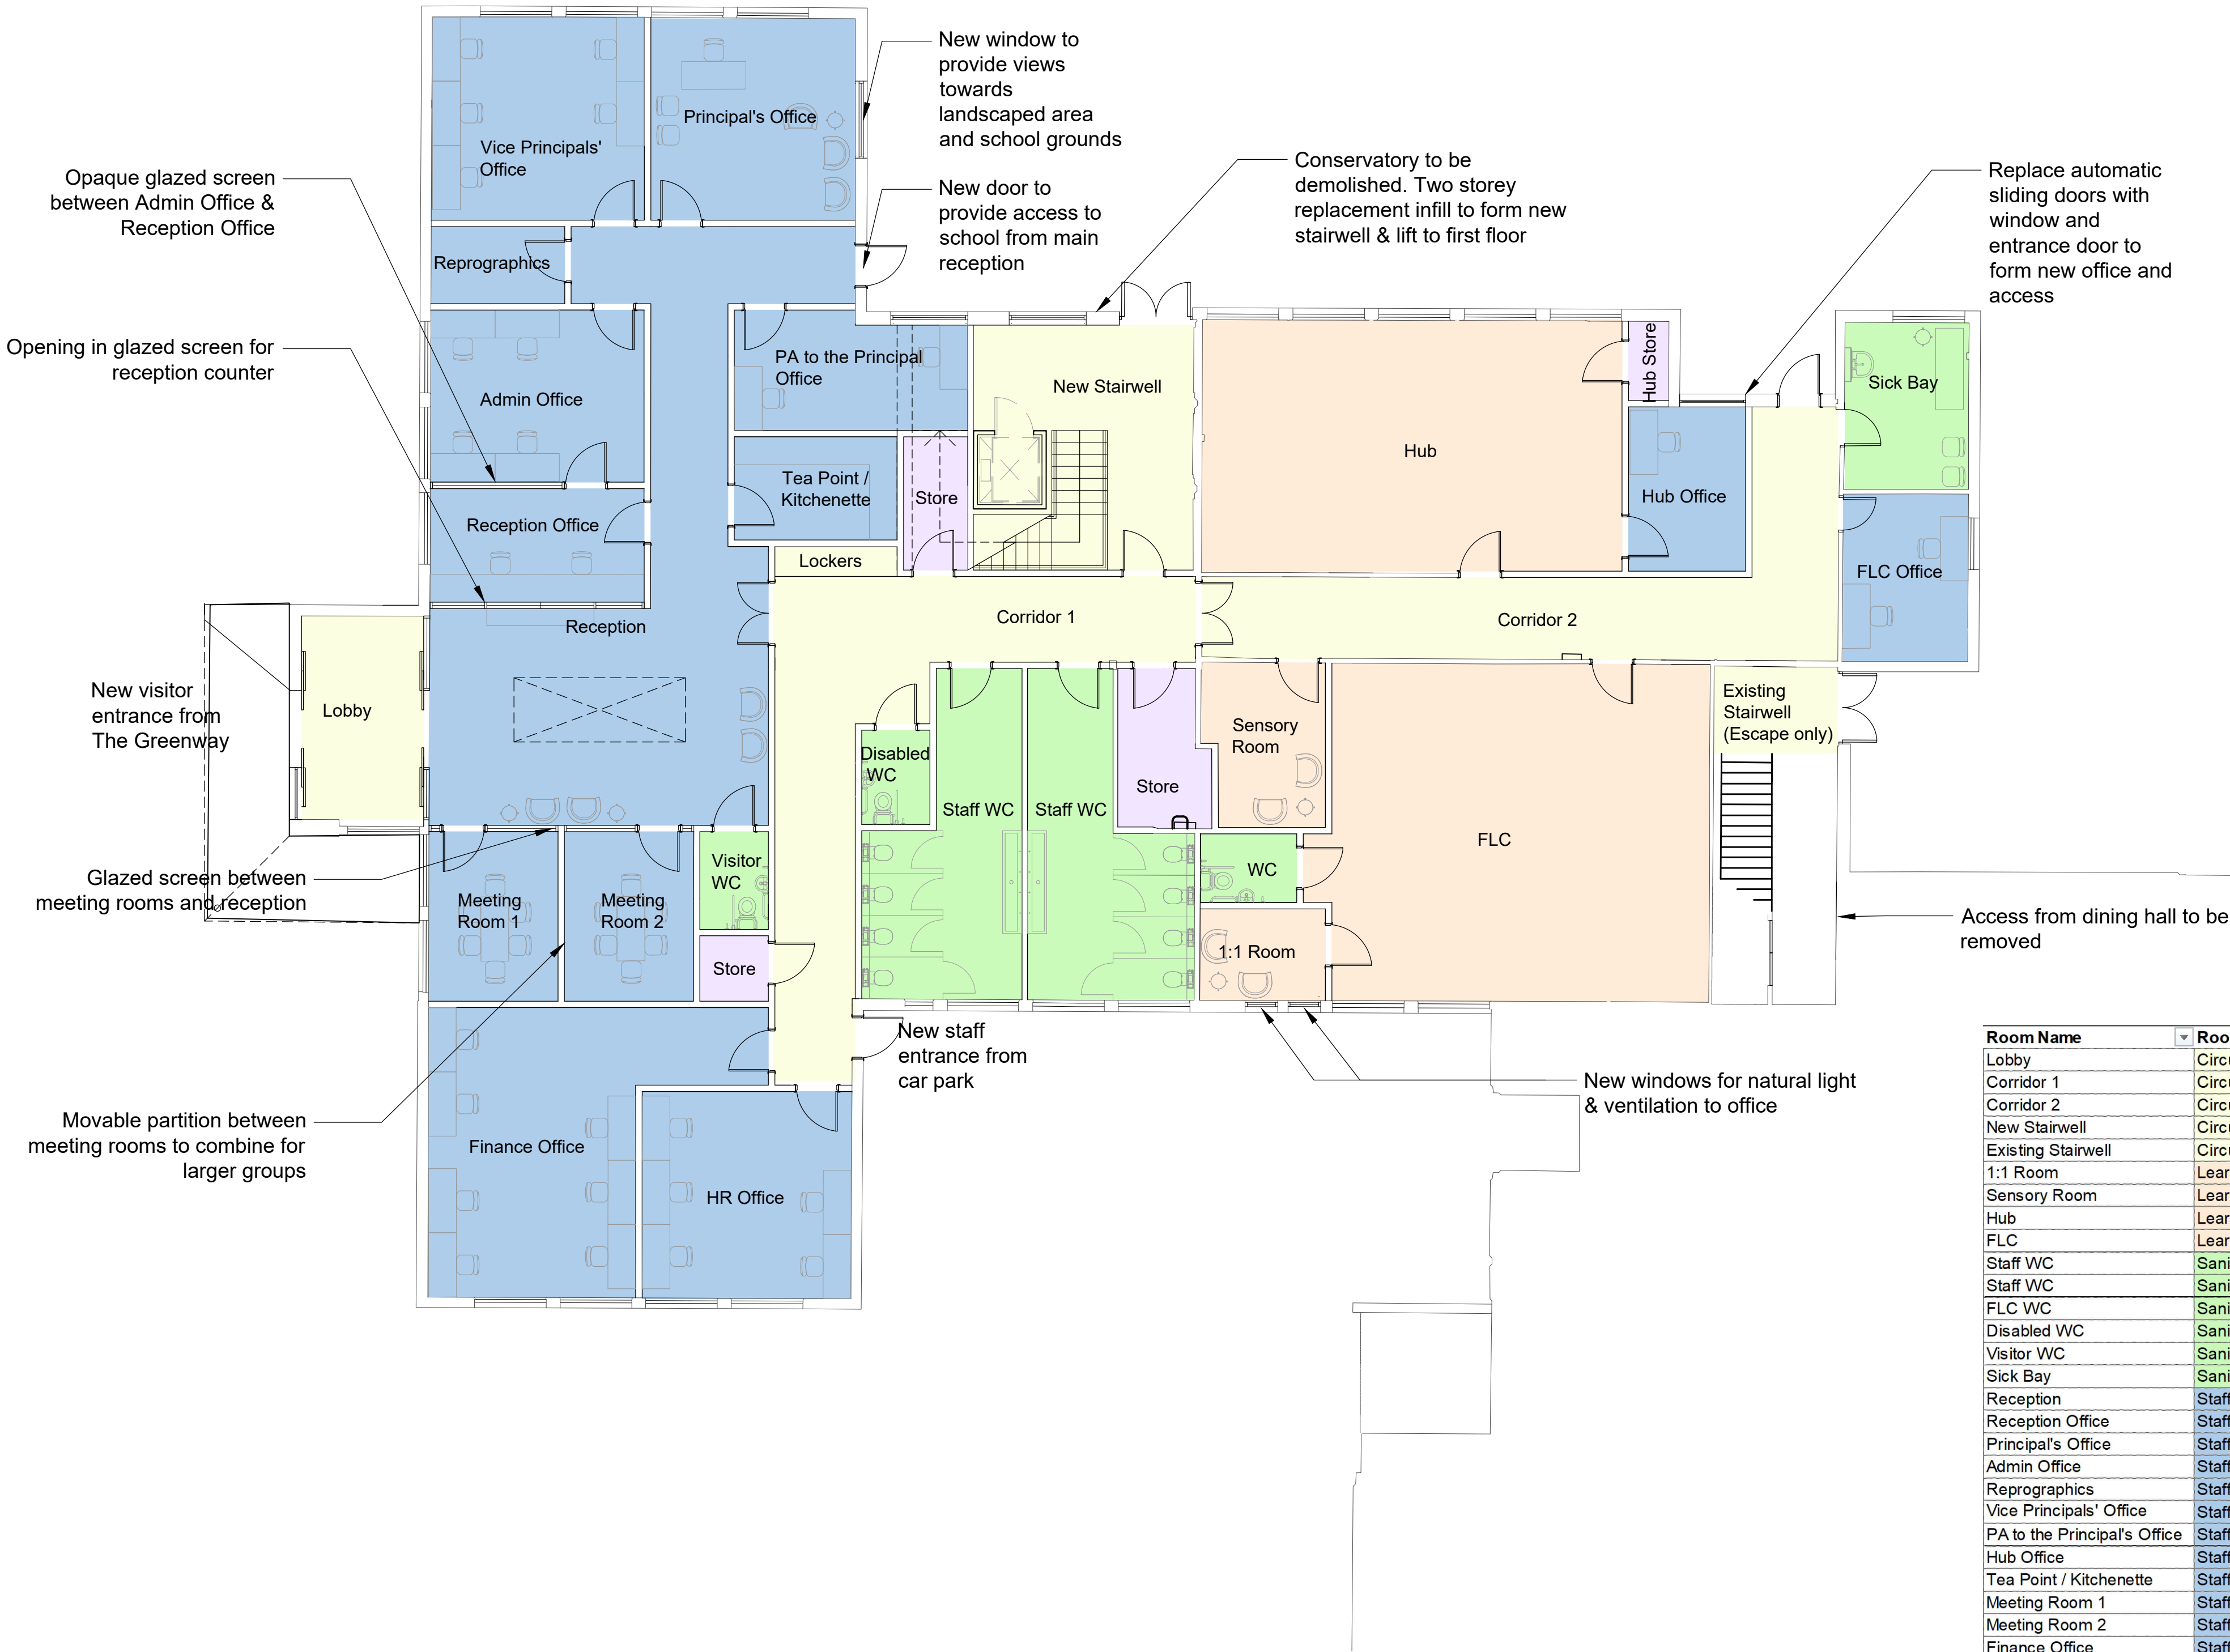 New window to
provide views
towards
landscaped area
and school grounds
New door to
provide access to
school from main
reception
Conservatory to be
demolished. Two storey
replacement infill to form new
stairwell & lift to first floor
Replace automatic
sliding doors with
window and
entrance door to
form new office and
access
Opaque glazed screen
between Admin Office &
Reception Office
Opening in glazed screen for
reception counter
New visitor
entrance from
The Greenway
Glazed screen between
meeting rooms and reception
Movable partition between
meeting rooms to combine for
larger groups
New staff
entrance from
car park
New windows for natural light
& ventilation to office
Access from dining hall to be
removed
Vice Principals'
Office
Principal's Office
Reprographics
Admin Office
PA to the Principal
Office
Tea Point /
Kitchenette
Store
New Stairwell
Reception Office
Lockers
Reception
Lobby
Corridor 1
Corridor 2
Hub
Hub Store
Hub Office
Sick Bay
FLC Office
Existing
Stairwell
(Escape only)
Disabled
WC
Staff WC
Staff WC
Store
Sensory
Room
FLC
WC
1:1 Room
Meeting
Room 1
Meeting
Room 2
Visitor
WC
Store
Finance Office
HR Office
Room Name
Lobby
Corridor 1
Corridor 2
New Stairwell
Existing Stairwell
1:1 Room
Sensory Room
Hub
FLC
Staff WC
Staff WC
FLC WC
Disabled WC
Visitor WC
Sick Bay
Reception Staff
Reception Office Staff
Principal's Office Staff
Admin Office Staff
Reprographics Staff
Vice Principals' Office Staff
PA to the Principal's Office Staff
Hub Office Staff
Tea Point / Kitchenette Staff
Meeting Room 1 Staff
Meeting Room 2 Staff
Finance Office Staff